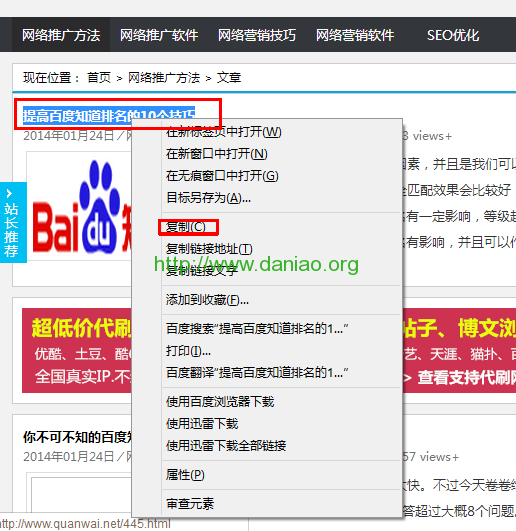 网络推广方法 网络推广软件 网络营销技巧 网络营销软件 SEO优化
现在位置： 首页 > 网络推广方法 > 文章
提高百度知道排名的10个技巧
2014年01月24日 ⁄ 网
8 views+
在新标签页中打开(W)
在新窗口中打开(N)
在无痕窗口中打开(G)
目标另存为(A)...
复制(C)
复制链接地址(T)
复制链接文字
添加到收藏(F)...
百度搜索“提高百度知道排名的1...”
打印(I)...
百度翻译“提高百度知道排名的1...”
使用百度浏览器下载
使用迅雷下载
使用迅雷下载全部链接
属性(P)
审查元素
http://www.daniao.org
站长推荐
Bai du 知
因素，并且是我们可以
全匹配效果会比较好
有一定影响，等级越
有影响，并且可以作
超低价代刷
优酷、土豆、酷6
全国真实IP.不
帖子、博文浏
艺、天涯、猫扑、百
> 查看支持代刷网
你不可不知的百度知
2014年01月24日 ⁄ 网
57 views+
大快。不过今天卷卷给
答超过大概8个问题，
http://www.quanwai.net/445.html